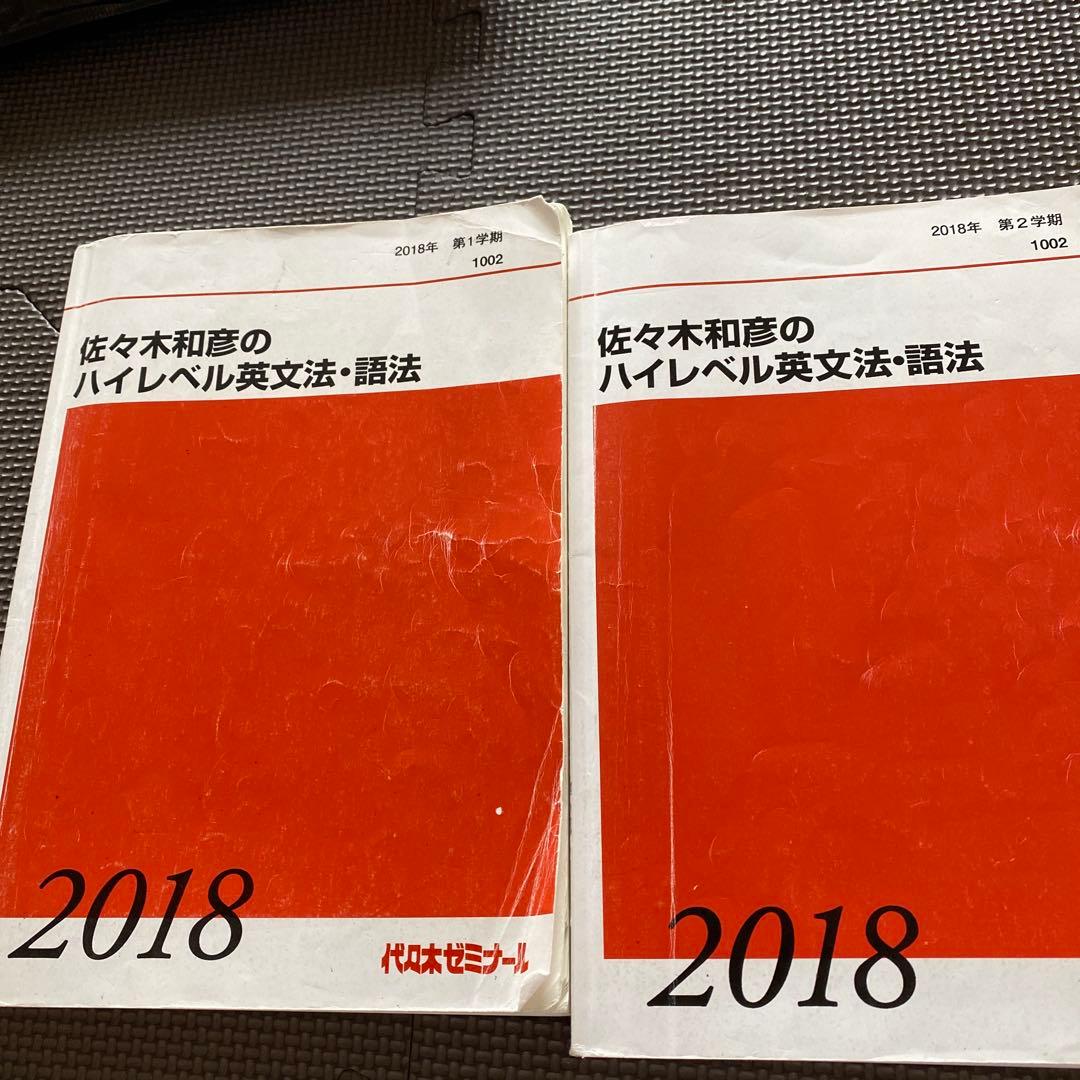 2018年 第1学期
1002
佐々木和彦の
ハイレベル英文法・語法
2018
代々木ゼミナール
2018年 第2学期
1002
佐々木和彦の
ハイレベル英文法・語法
2018